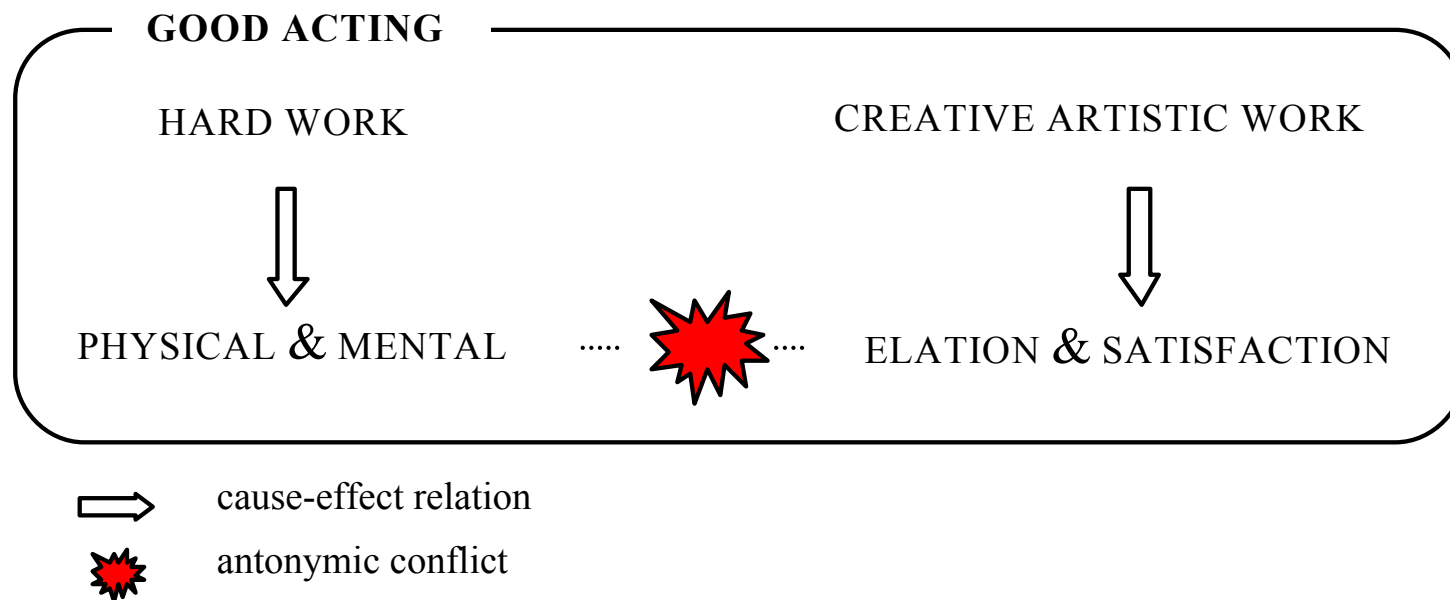 GOOD ACTING
HARD WORK
CREATIVE ARTISTIC WORK
PHYSICAL & MENTAL
.....
....
ELATION & SATISFACTION
cause-effect relation
antonymic conflict